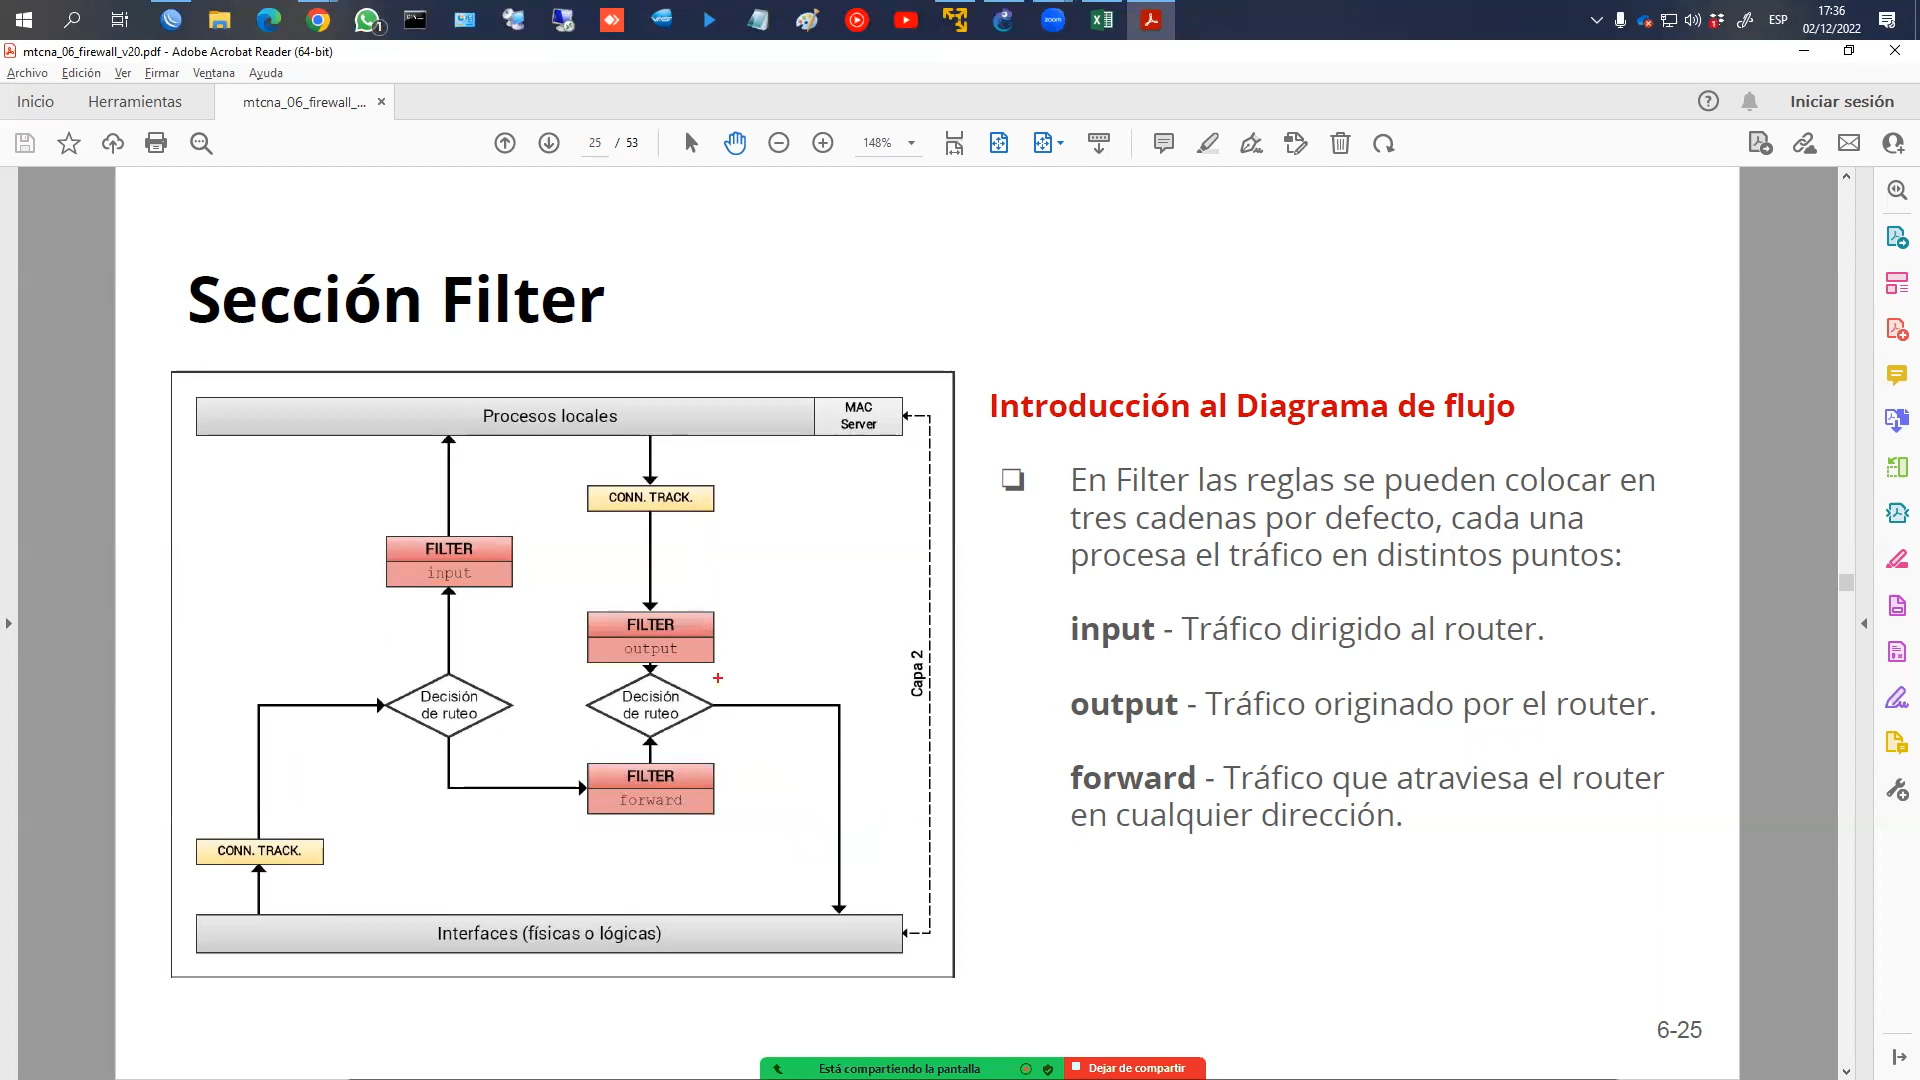 17:36
ESP
02/12/2022
mtcna_06_firewall_v20.pdf - Adobe Acrobat Reader (64-bit)
Archivo Edición Ver Firmar Ventana Ayuda
Inicio Herramientas mtcna_06_firewall_... Iniciar sesión
25 / 53 148%
Sección Filter
Procesos locales
MAC
Server
CONN. TRACK.
FILTER
input
FILTER
output
Decisión
de ruteo
Decisión
de ruteo
FILTER
forward
CONN. TRACK.
Capa 2
Interfaces (físicas o lógicas)
Introducción al Diagrama de flujo
En Filter las reglas se pueden colocar en
tres cadenas por defecto, cada una
procesa el tráfico en distintos puntos:
input - Tráfico dirigido al router.
output - Tráfico originado por el router.
forward - Tráfico que atraviesa el router
en cualquier dirección.
6-25
Está compartiendo la pantalla
Dejar de compartir